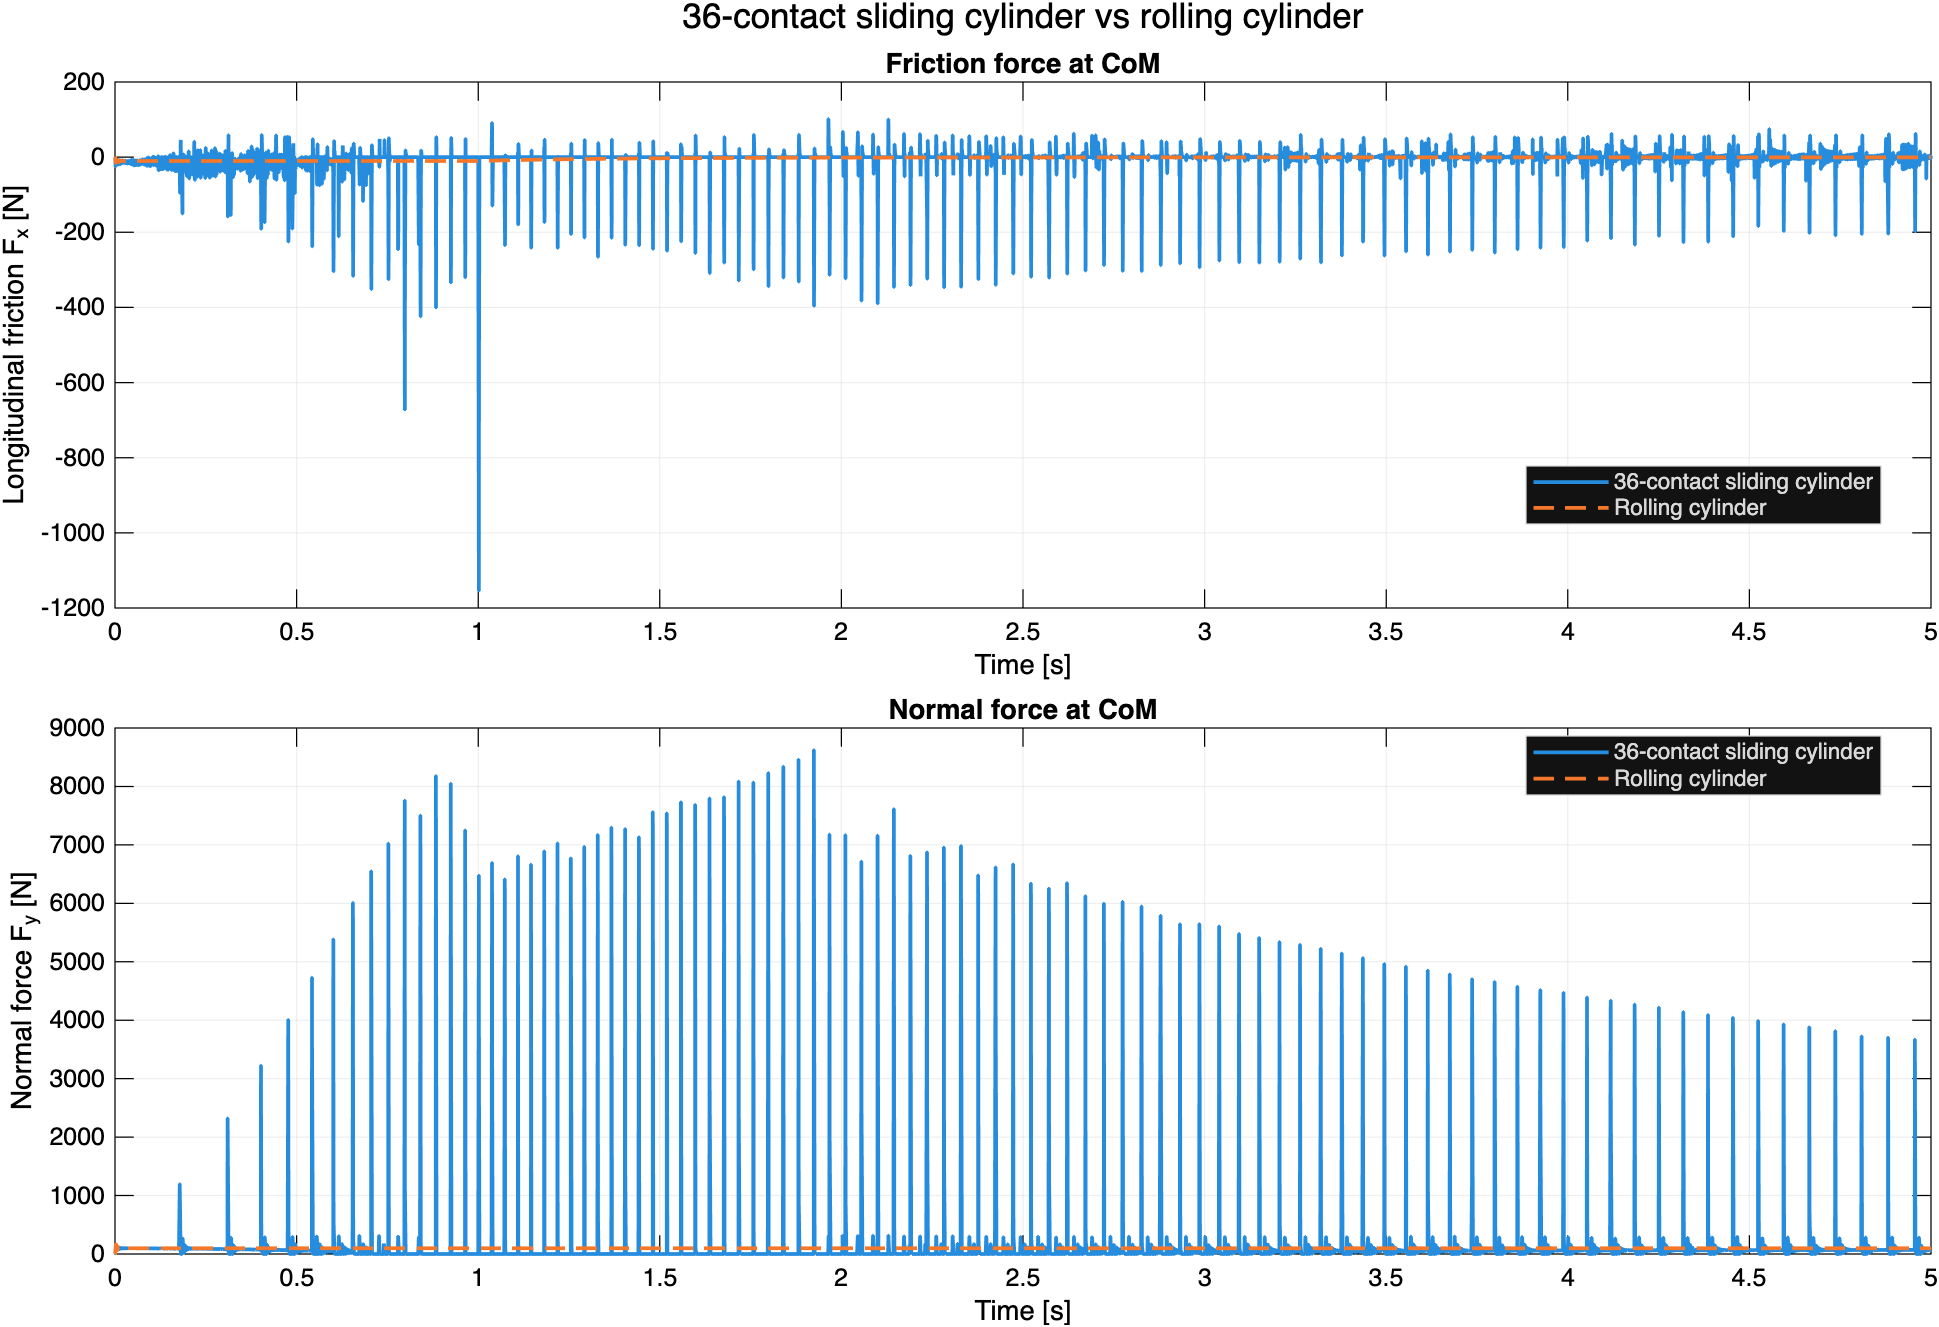 36-contact sliding cylinder vs rolling cylinder
Friction force at CoM
Longitudinal friction Fx [N]
200
0
-200
-400
-600
-800
-1000
-1200
0 0.5 1 1.5 2 2.5 3 3.5 4 4.5 5
Time [s]
36-contact sliding cylinder
Rolling cylinder
Normal force at CoM
Normal force Fy [N]
9000
8000
7000
6000
5000
4000
3000
2000
1000
0
0 0.5 1 1.5 2 2.5 3 3.5 4 4.5 5
Time [s]
36-contact sliding cylinder
Rolling cylinder